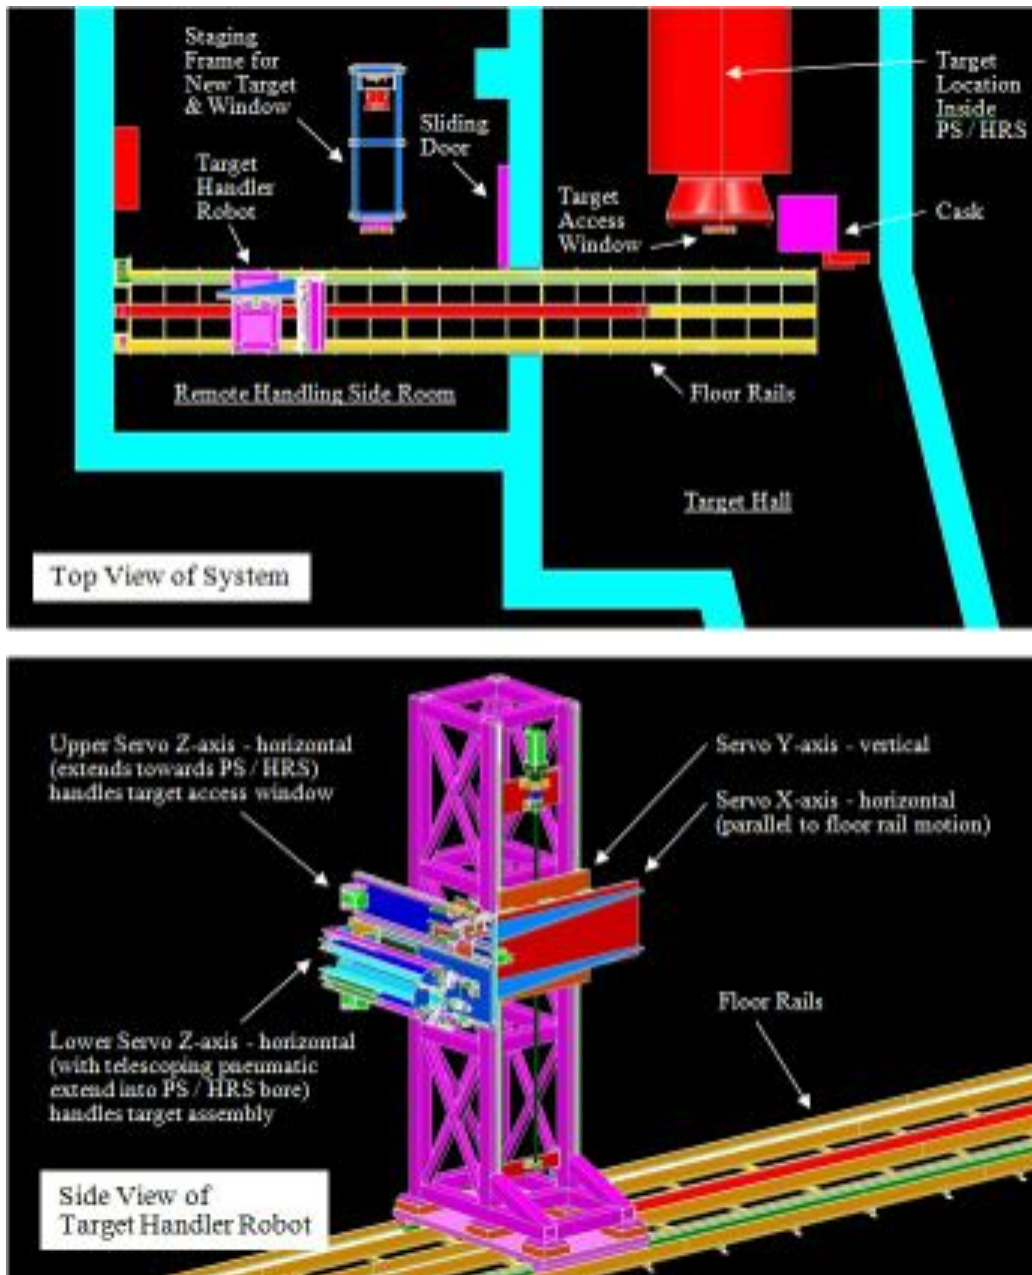 Staging
Frame for
New Target
& Window
Sliding
Door
Target
Handler
Robot
Target
Location
Inside
PS / HRS
Target
Access
Window
Cask
Remote Handling Side Room
Floor Rails
Target Hall
Top View of System
Upper Servo Z-axis - horizontal
(extends towards PS / HRS)
handles target access window
Servo Y-axis - vertical
Servo X-axis - horizontal
(parallel to floor rail motion)
Lower Servo Z-axis - horizontal
(with telescoping pneumatic
extend into PS / HRS bore)
handles target assembly
Floor Rails
Side View of
Target Handler Robot